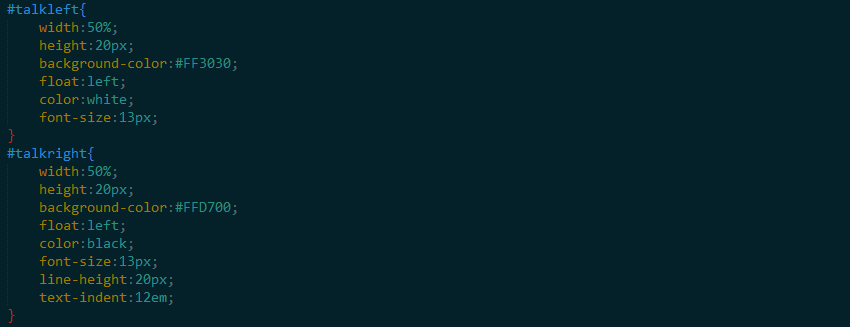 #talkleft{
    width:50%;
    height:20px;
    background-color:#FF3030;
    float:left;
    color:white;
    font-size:13px;
}
#talkright{
    width:50%;
    height:20px;
    background-color:#FFD700;
    float:left;
    color:black;
    font-size:13px;
    line-height:20px;
    text-indent:12em;
}